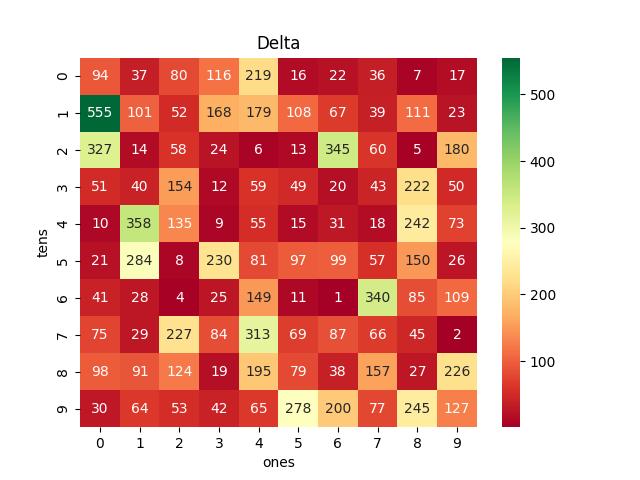 Delta
0 94 37 80 116 219 16 22 36 7 17
1 555 101 52 168 179 108 67 39 111 23
2 327 14 58 24 6 13 345 60 5 180
3 51 40 154 12 59 49 20 43 222 50
4 10 358 135 9 55 15 31 18 242 73
5 21 284 8 230 81 97 99 57 150 26
6 41 28 4 25 149 11 1 340 85 109
7 75 29 227 84 313 69 87 66 45 2
8 98 91 124 19 195 79 38 157 27 226
9 30 64 53 42 65 278 200 77 245 127
0 1 2 3 4 5 6 7 8 9
ones
tens
500
400
300
200
100